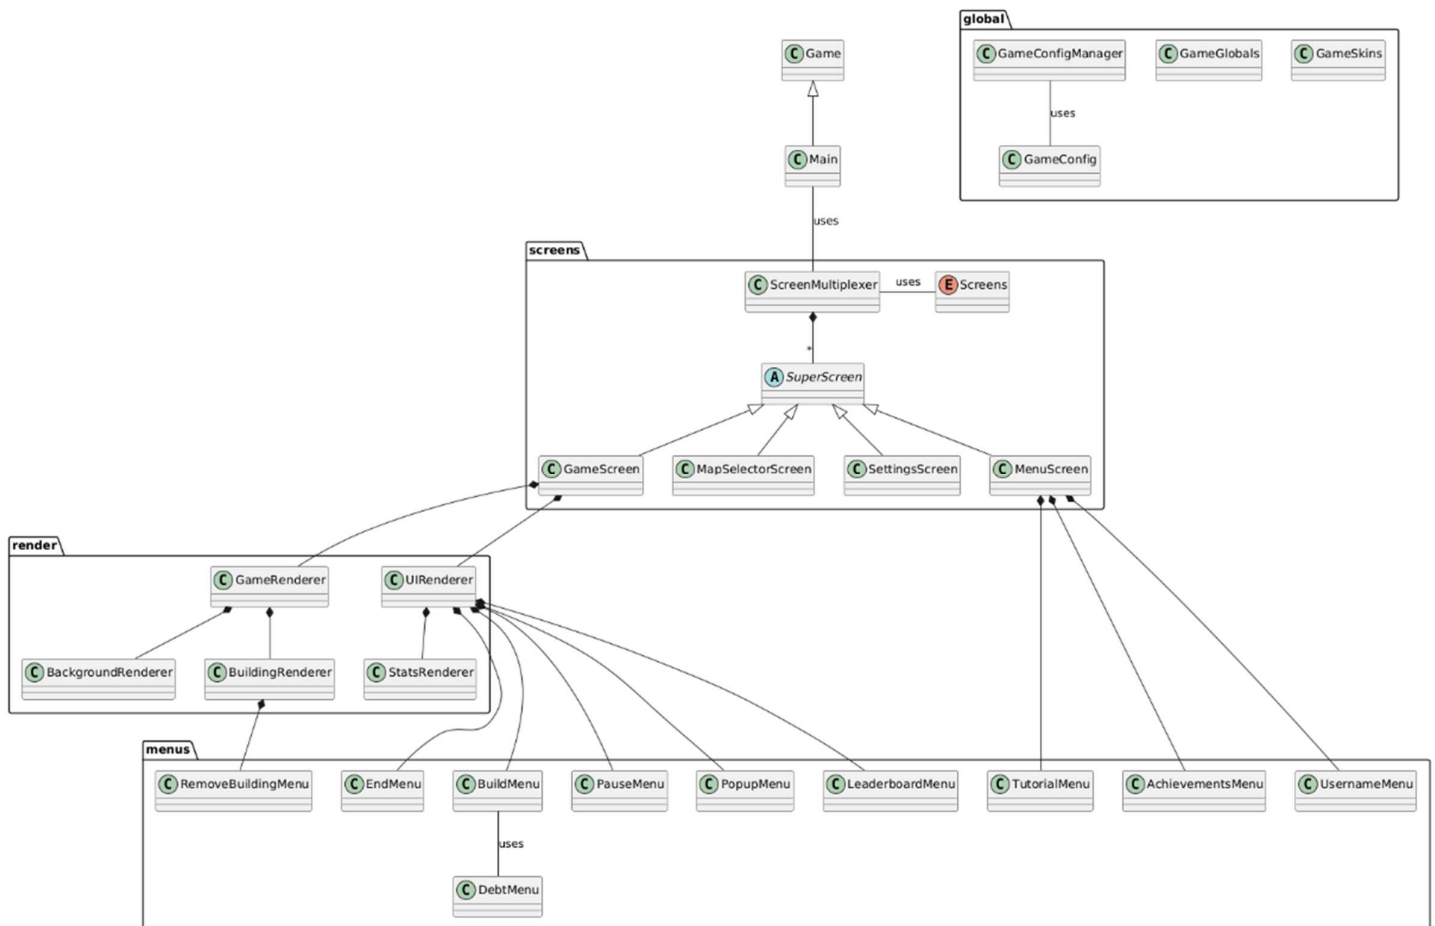 global
C Game
C GameConfigManager
C GameGlobals
C GameSkins
uses
C Main
C GameConfig
uses
screens
C ScreenMultiplexer
uses
E Screens
*
A SuperScreen
C GameScreen
C MapSelectorScreen
C SettingsScreen
C MenuScreen
render
C GameRenderer
C UIRenderer
C BackgroundRenderer
C BuildingRenderer
C StatsRenderer
menus
C RemoveBuildingMenu
C EndMenu
C BuildMenu
C PauseMenu
C PopupMenu
C LeaderboardMenu
C TutorialMenu
C AchievementsMenu
C UsernameMenu
uses
C DebtMenu